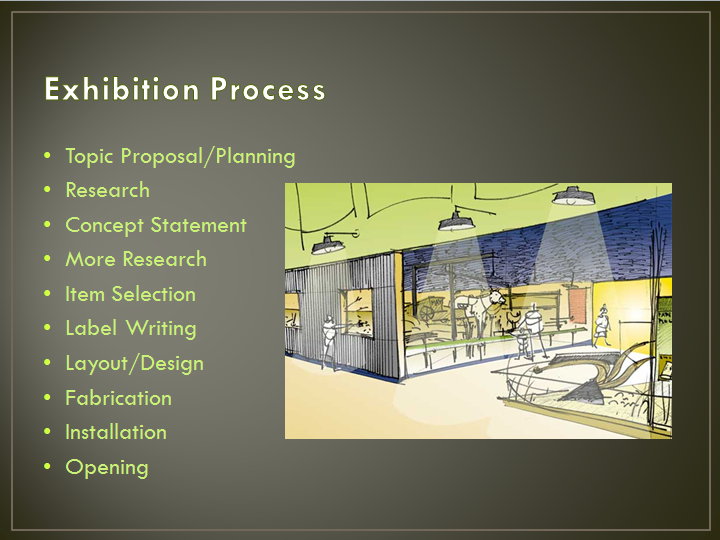 Exhibition Process
• Topic Proposal/Planning
• Research
• Concept Statement
• More Research
• Item Selection
• Label Writing
• Layout/Design
• Fabrication
• Installation
• Opening